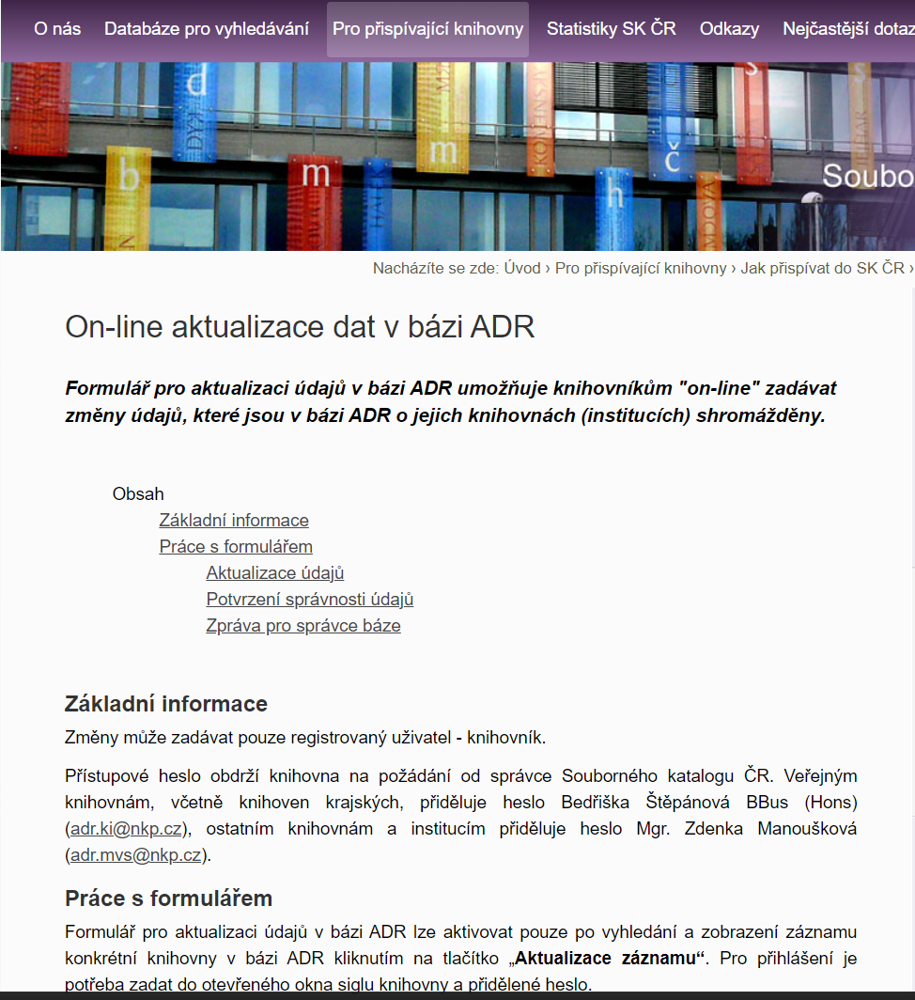 O nás Databáze pro vyhledávání Pro přispívající knihovny Statistiky SK ČR Odkazy Nejčastější dotaz
d
s
s
b
m
m
h
č
Soubo
Nacházíte se zde: Úvod › Pro přispívající knihovny › Jak přispívat do SK ČR ›
On-line aktualizace dat v bázi ADR
Formulář pro aktualizaci údajů v bázi ADR umožňuje knihovníkům "on-line" zadávat
změny údajů, které jsou v bázi ADR o jejich knihovnách (institucích) shromážděny.
Obsah
Základní informace
Práce s formulářem
Aktualizace údajů
Potvrzení správnosti údajů
Zpráva pro správce báze
Základní informace
Změny může zadávat pouze registrovaný uživatel - knihovník.
Přístupové heslo obdrží knihovna na požádání od správce Souborného katalogu ČR. Veřejným
knihovnám, včetně knihoven krajských, přiděluje heslo Bedřiška Štěpánová BBus (Hons)
(adr.ki@nkp.cz), ostatním knihovnám a institucím přiděluje heslo Mgr. Zdenka Manoušková
(adr.mvs@nkp.cz).
Práce s formulářem
Formulář pro aktualizaci údajů v bázi ADR lze aktivovat pouze po vyhledání a zobrazení záznamu
konkrétní knihovny v bázi ADR kliknutím na tlačítko „Aktualizace záznamu“. Pro přihlášení je
potřeba zadat do otevřeného okna siglu knihovny a přidělené heslo.